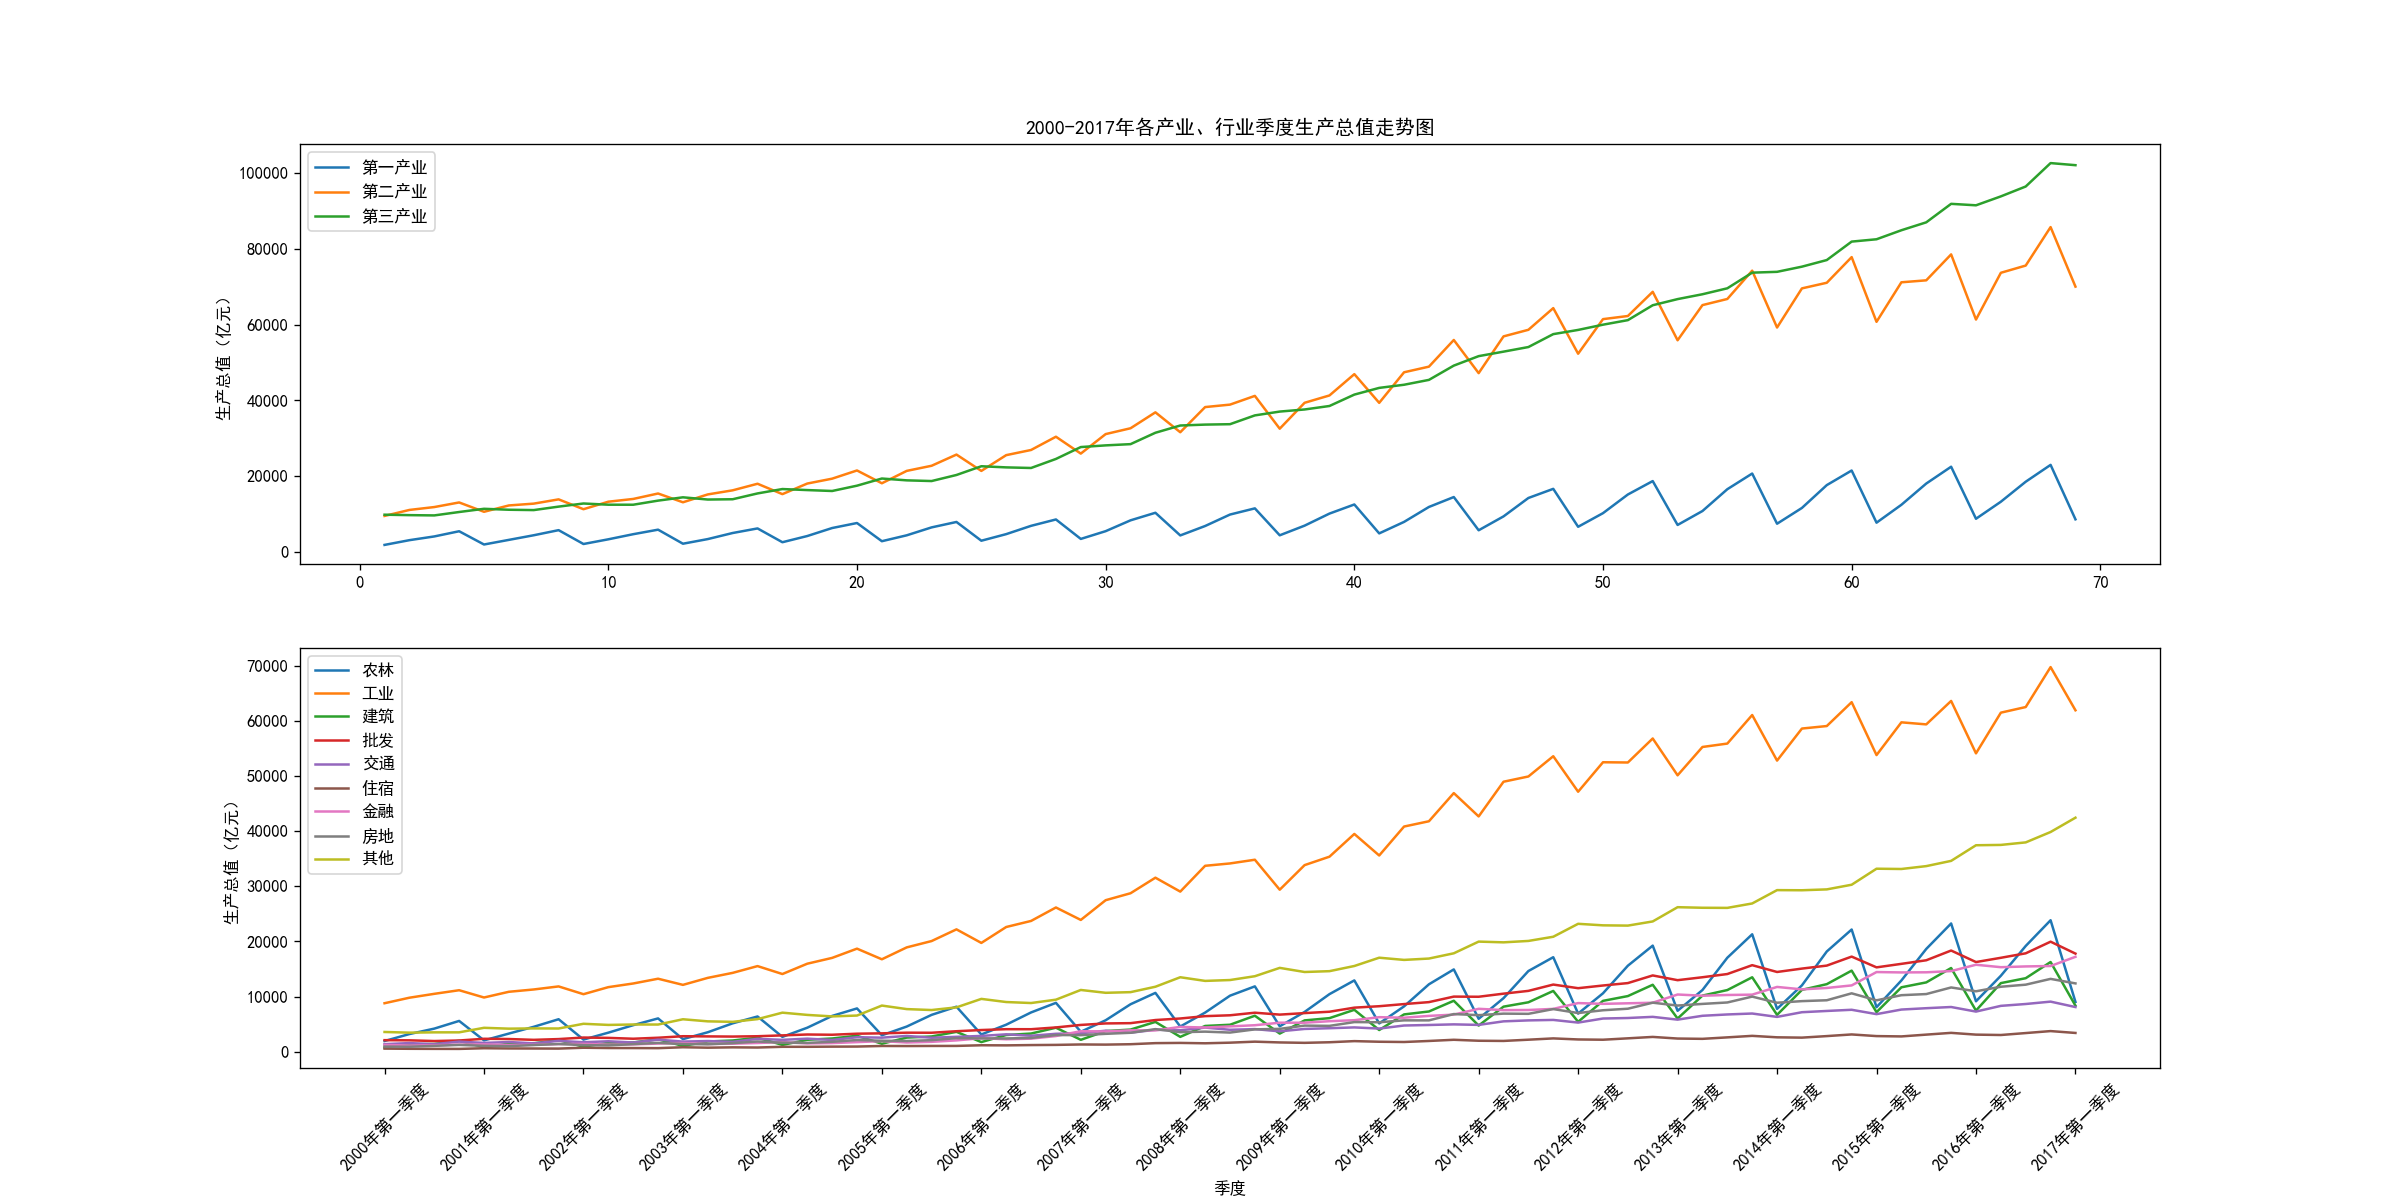 2000-2017年各产业、行业季度生产总值走势图
第一产业
第二产业
第三产业
生产总值（亿元）
100000
80000
60000
40000
20000
0
0 10 20 30 40 50 60 70
农林
工业
建筑
批发
交通
住宿
金融
房地
其他
生产总值（亿元）
70000
60000
50000
40000
30000
20000
10000
0
2000年第一季度
2001年第一季度
2002年第一季度
2003年第一季度
2004年第一季度
2005年第一季度
2006年第一季度
2007年第一季度
2008年第一季度
2009年第一季度
2010年第一季度
2011年第一季度
2012年第一季度
2013年第一季度
2014年第一季度
2015年第一季度
2016年第一季度
2017年第一季度
季度